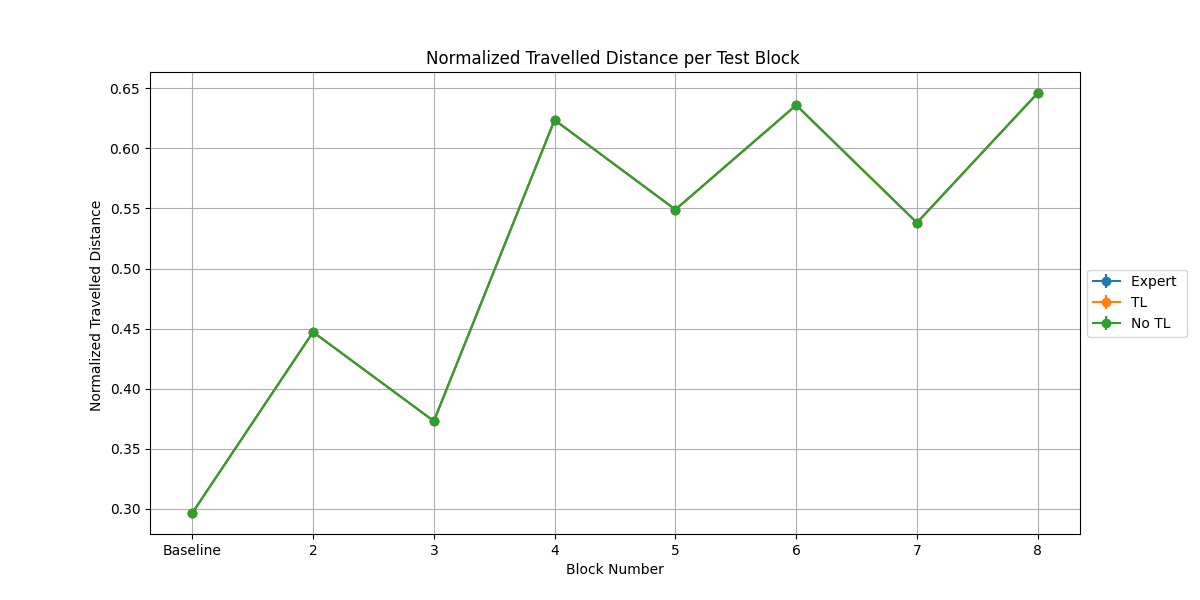 Normalized Travelled Distance per Test Block
0.65
0.60
0.55
0.50
0.45
0.40
0.35
0.30
Normalized Travelled Distance
Baseline 2 3 4 5 6 7 8
Block Number
Expert
TL
No TL